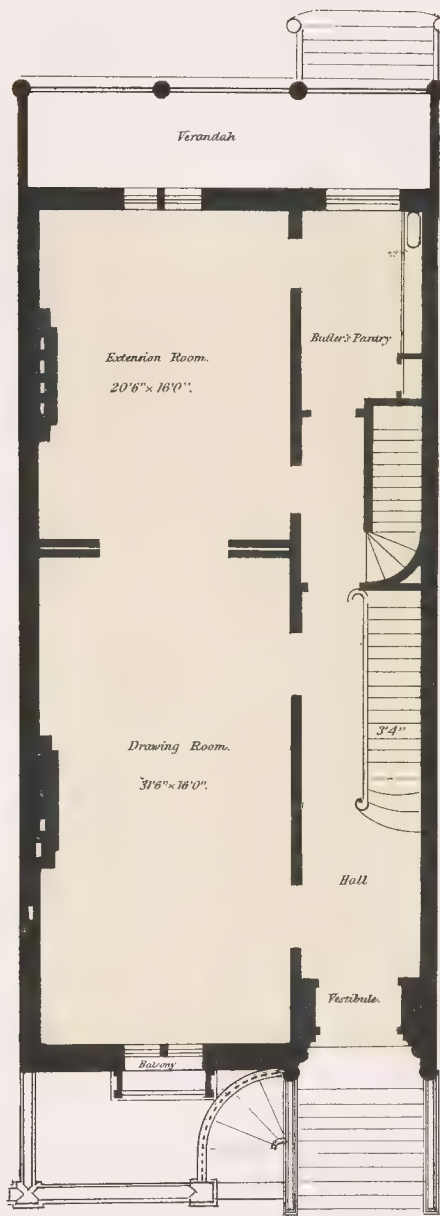 Verandah
Butler's Pantry
Extension Room.
20'6" × 16'0".
Drawing Room.
31'6" × 16'0".
3'4"
Hall
Vestibule.
Balcony